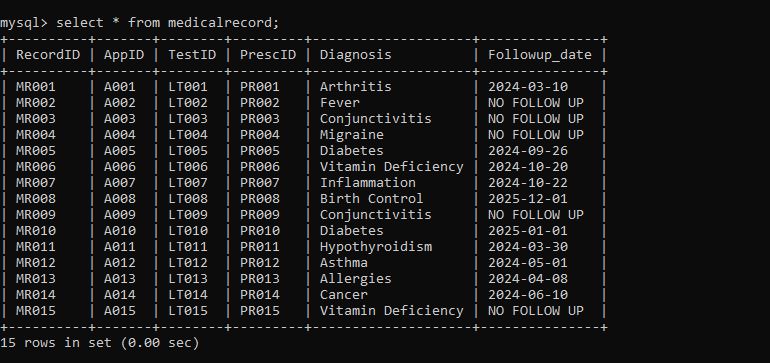 mysql> select * from medicalrecord;
+----------+-------+--------+---------+--------------------+---------------+
| RecordID | AppID | TestID | PrescID | Diagnosis          | Followup_date |
+----------+-------+--------+---------+--------------------+---------------+
| MR001    | A001  | LT001  | PR001   | Arthritis          | 2024-03-10    |
| MR002    | A002  | LT002  | PR002   | Fever              | NO FOLLOW UP  |
| MR003    | A003  | LT003  | PR003   | Conjunctivitis     | NO FOLLOW UP  |
| MR004    | A004  | LT004  | PR004   | Migraine           | NO FOLLOW UP  |
| MR005    | A005  | LT005  | PR005   | Diabetes           | 2024-09-26    |
| MR006    | A006  | LT006  | PR006   | Vitamin Deficiency | 2024-10-20    |
| MR007    | A007  | LT007  | PR007   | Inflammation       | 2024-10-22    |
| MR008    | A008  | LT008  | PR008   | Birth Control      | 2025-12-01    |
| MR009    | A009  | LT009  | PR009   | Conjunctivitis     | NO FOLLOW UP  |
| MR010    | A010  | LT010  | PR010   | Diabetes           | 2025-01-01    |
| MR011    | A011  | LT011  | PR011   | Hypothyroidism     | 2024-03-30    |
| MR012    | A012  | LT012  | PR012   | Asthma             | 2024-05-01    |
| MR013    | A013  | LT013  | PR013   | Allergies          | 2024-04-08    |
| MR014    | A014  | LT014  | PR014   | Cancer             | 2024-06-10    |
| MR015    | A015  | LT015  | PR015   | Vitamin Deficiency | NO FOLLOW UP  |
+----------+-------+--------+---------+--------------------+---------------+
15 rows in set (0.00 sec)